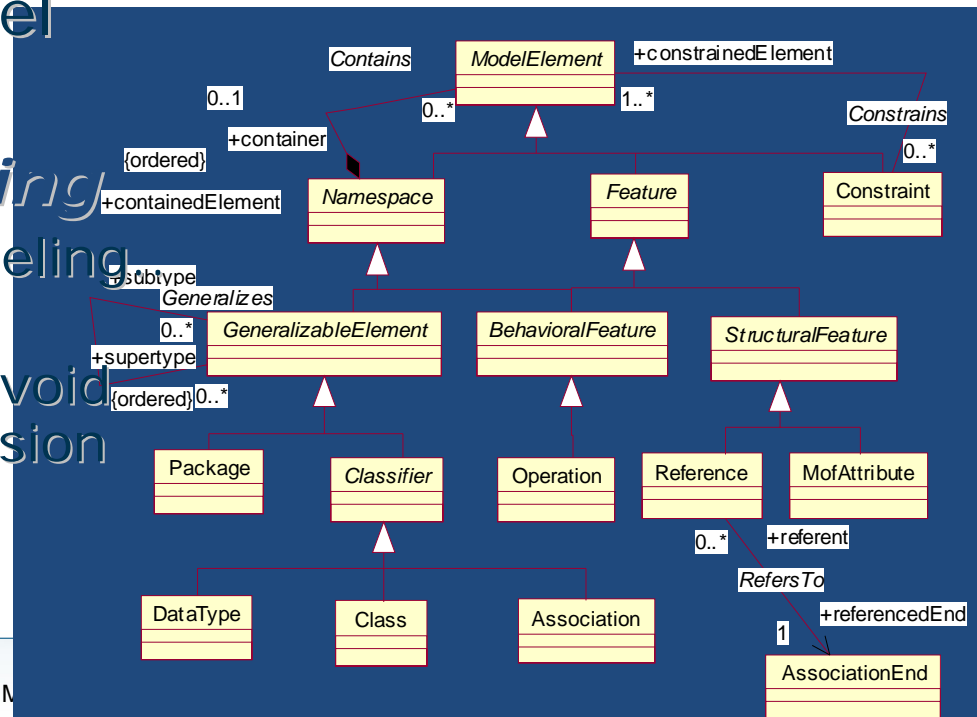 el
Contains
ModelElement
+constrainedElement
0..1
0..*
1..*
Constrains
+container
0..*
{ordered}
ing
+containedElement
Namespace
Feature
Constraint
eling...
+subtype
Generalizes
0..*
GeneralizableElement
BehavioralFeature
StructuralFeature
+supertype
void
{ordered}
0..*
sion
Package
Classifier
Operation
Reference
MofAttribute
0..*
+referent
RefersTo
DataType
Class
Association
+referencedEnd
1
AssociationEnd
M